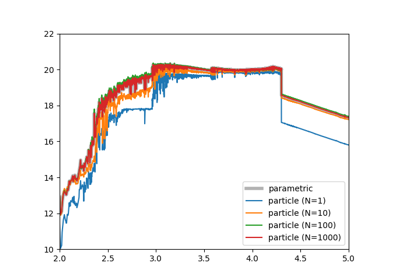 22
20
18
16
14
12
10
2.0 2.5 3.0 3.5 4.0 4.5 5.0
parametric
particle (N=1)
particle (N=10)
particle (N=100)
particle (N=1000)